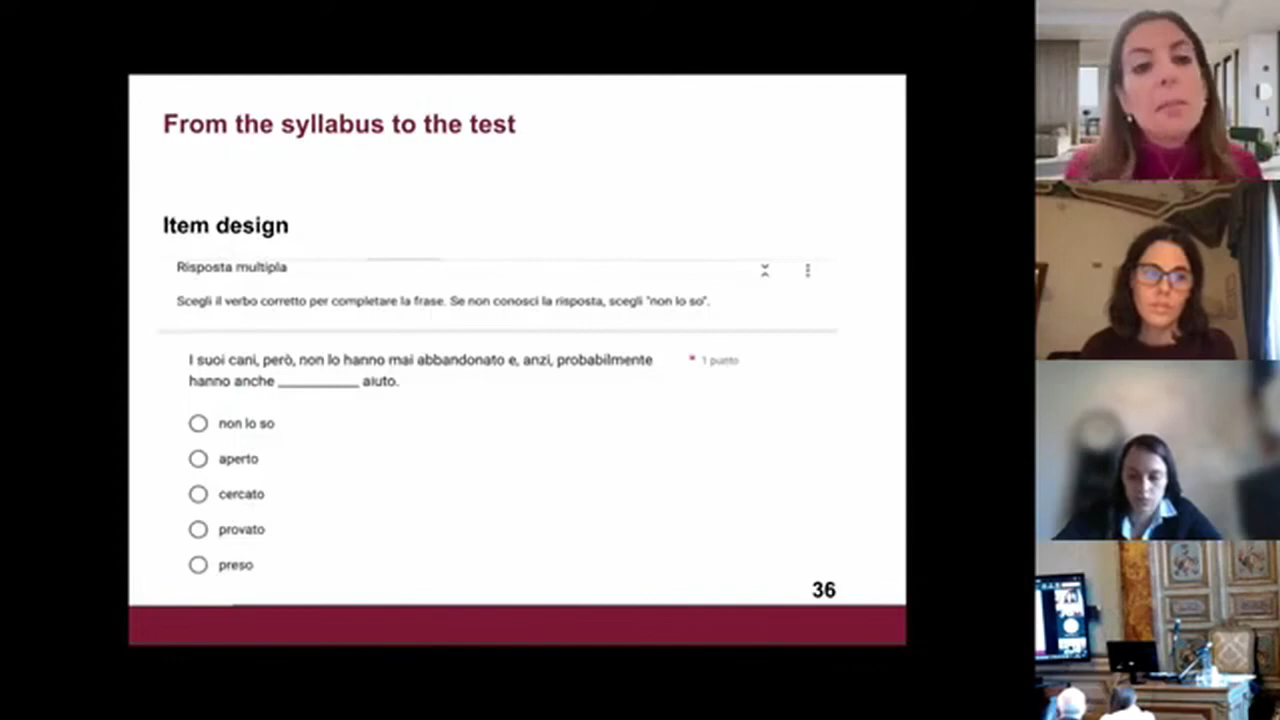 From the syllabus to the test
Item design
Risposta multipla
Scegli il verbo corretto per completare la frase. Se non conosci la risposta, scegli "non lo so".
I suoi cani, però, non lo hanno mai abbandonato e, anzi, probabilmente * 1 punto
hanno anche __________ aiuto.
non lo so
aperto
cercato
provato
preso
36